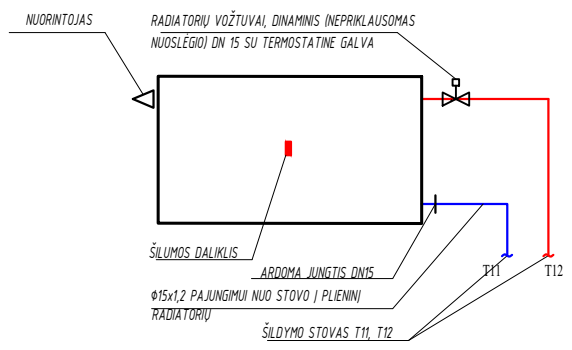 NUORINTOJAS
RADIATORIŲ VOŽTUVAI, DINAMINIS (NEPRIKLAUSOMAS
NUOSLĖGIO) DN 15 SU TERMOSTATINE GALVA
ŠILUMOS DALIKLIS
ARDOMA JUNGTIS DN15
T11
T12
Φ15x1,2 PAJUNGIMUI NUO STOVO Į PLIENINĮ
RADIATORIŲ
ŠILDYMO STOVAS T11, T12